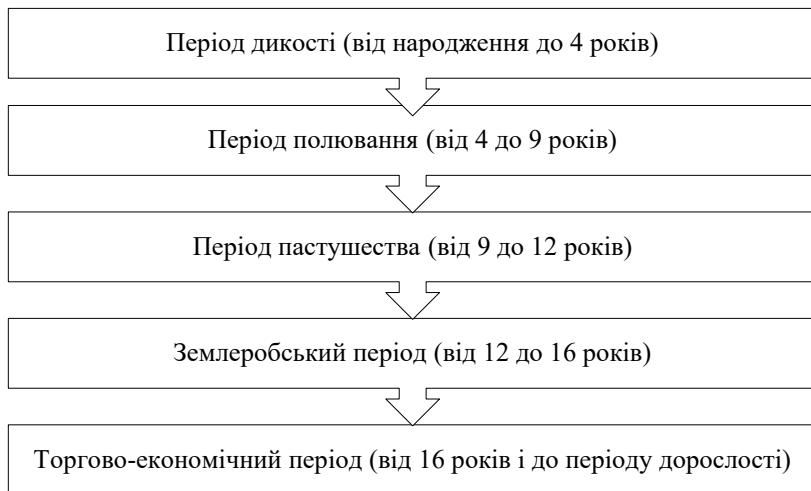 Період дикості (від народження до 4 років)
Період полювання (від 4 до 9 років)
Період пастушества (від 9 до 12 років)
Землеробський період (від 12 до 16 років)
Торгово-економічний період (від 16 років і до періоду дорослості)